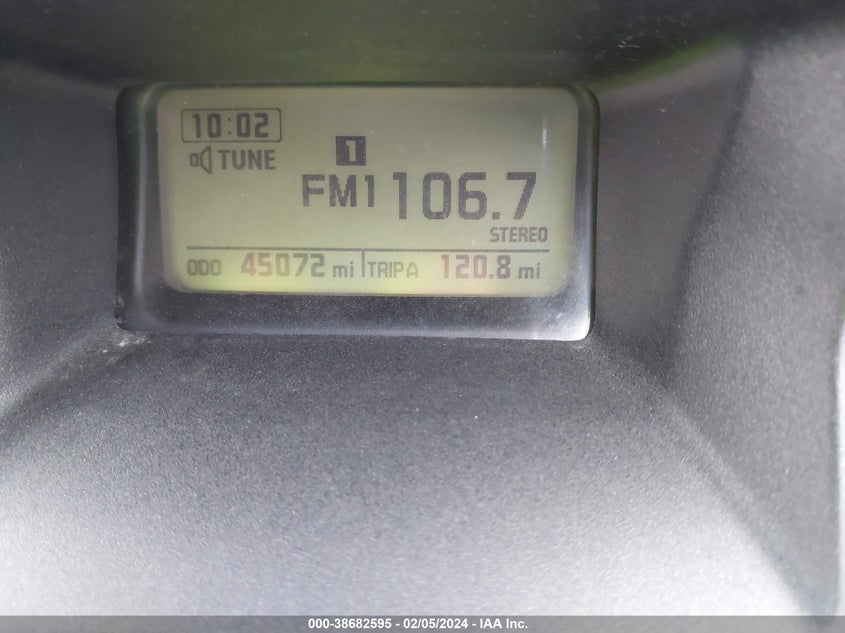 10:02
TUNE
1
FM1 106.7
STEREO
ODO 45072 mi TRIP A 120.8 mi
000-38682595 - 02/05/2024 - IAA Inc.